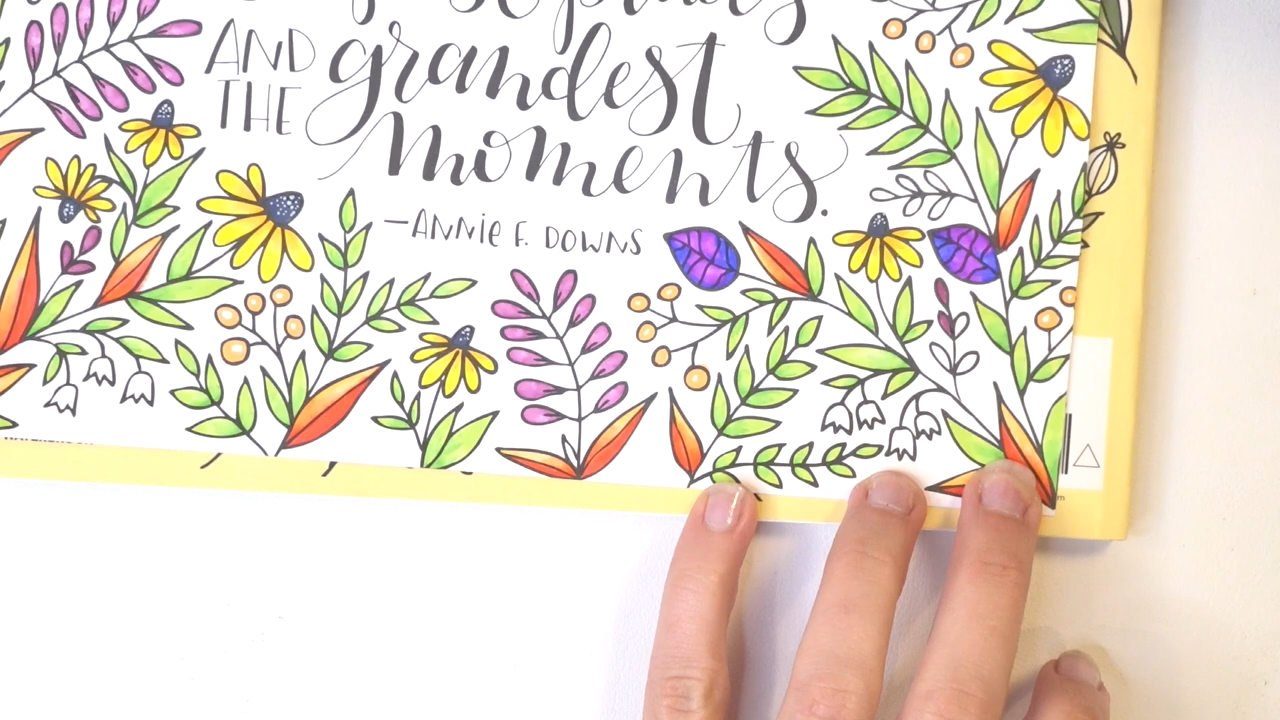 AND grandest
THE
moments.
—ANNIE F. DOWNS